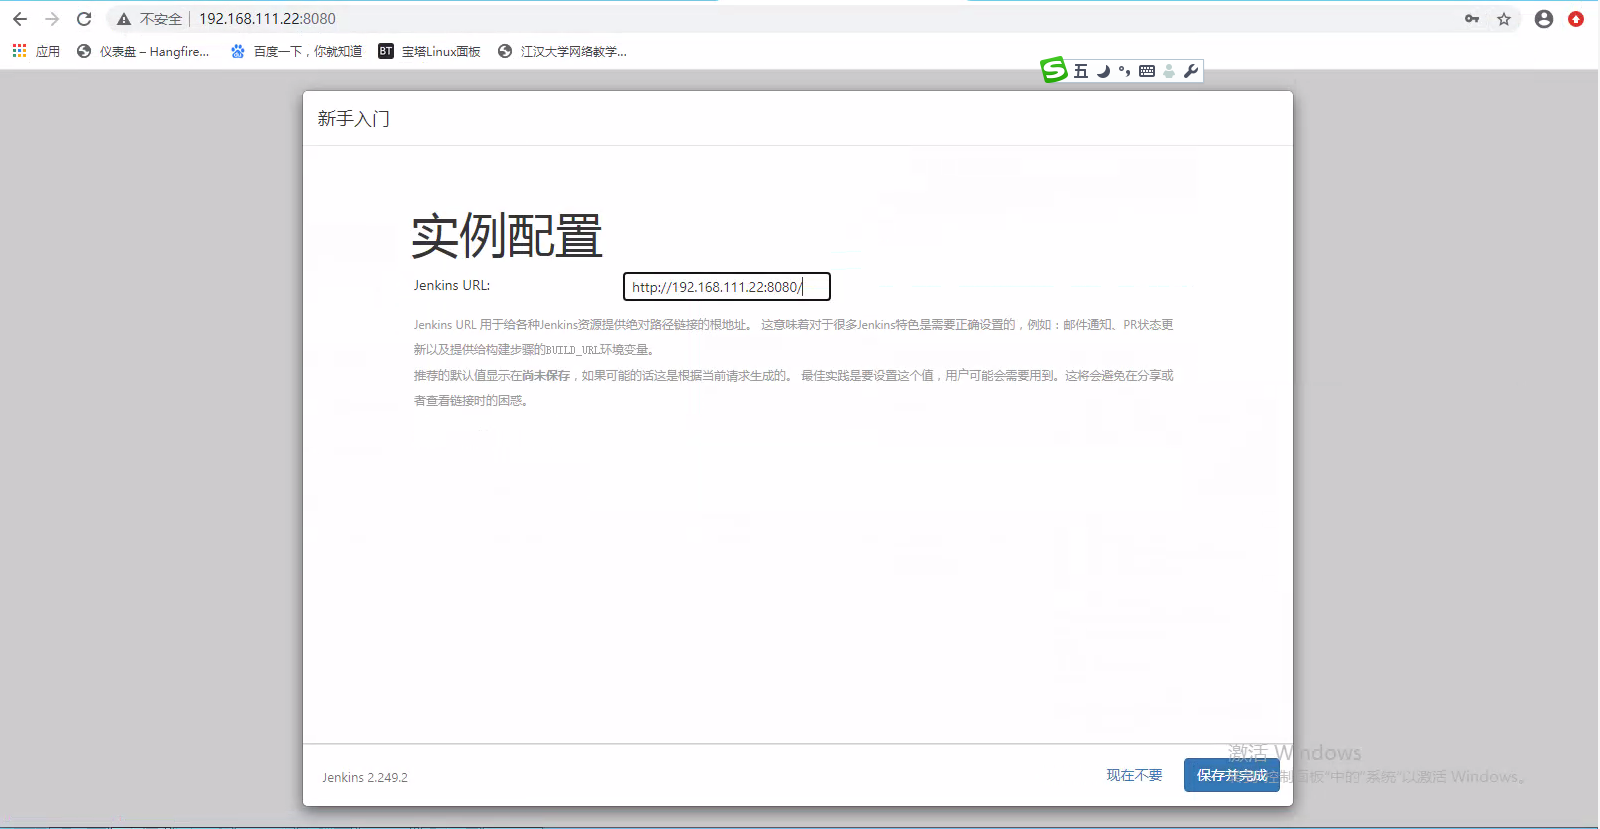 不安全 192.168.111.22:8080
应用 仪表盘 – Hangfire... 百度一下，你就知道 BT 宝塔Linux面板 江汉大学网络教学...
S 五
新手入门
实例配置
Jenkins URL: http://192.168.111.22:8080/
Jenkins URL 用于给各种Jenkins资源提供绝对路径链接的根地址。 这意味着对于很多Jenkins特色是需要正确设置的，例如：邮件通知、PR状态更
新以及提供给构建步骤的BUILD_URL环境变量。
推荐的默认值显示在尚未保存，如果可能的话这是根据当前请求生成的。 最佳实践是要设置这个值，用户可能会需要用到。这将会避免在分享或
者查看链接时的困惑。
激活 Windows
控制面板"中的"系统"以激活 Windows。
Jenkins 2.249.2 现在不要 保存并完成